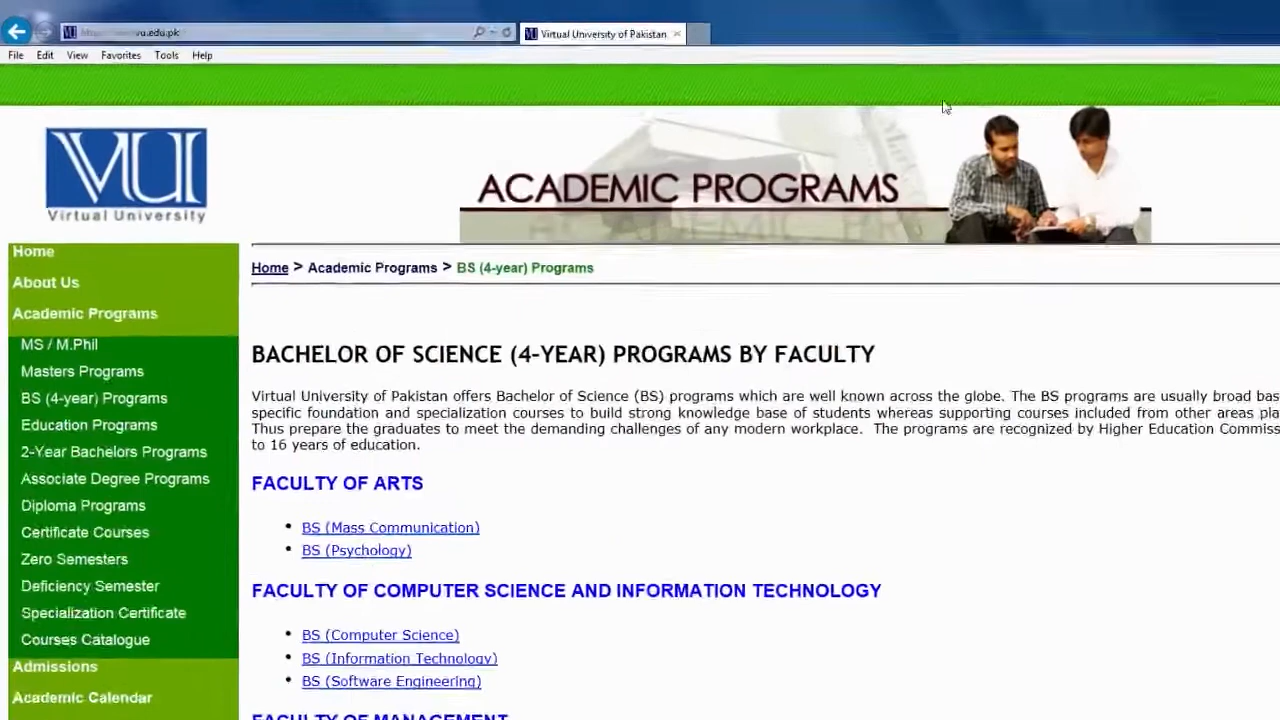 vu.edu.pk
Virtual University of Pakistan
File Edit View Favorites Tools Help
VU
Virtual University
ACADEMIC PROGRAMS
Home
About Us
Academic Programs
MS / M.Phil
Masters Programs
BS (4-year) Programs
Education Programs
2-Year Bachelors Programs
Associate Degree Programs
Diploma Programs
Certificate Courses
Zero Semesters
Deficiency Semester
Specialization Certificate
Courses Catalogue
Admissions
Academic Calendar
Home > Academic Programs > BS (4-year) Programs
BACHELOR OF SCIENCE (4-YEAR) PROGRAMS BY FACULTY
Virtual University of Pakistan offers Bachelor of Science (BS) programs which are well known across the globe. The BS programs are usually broad bas
specific foundation and specialization courses to build strong knowledge base of students whereas supporting courses included from other areas pla
Thus prepare the graduates to meet the demanding challenges of any modern workplace. The programs are recognized by Higher Education Commiss
to 16 years of education.
FACULTY OF ARTS
• BS (Mass Communication)
• BS (Psychology)
FACULTY OF COMPUTER SCIENCE AND INFORMATION TECHNOLOGY
• BS (Computer Science)
• BS (Information Technology)
• BS (Software Engineering)
FACULTY OF MANAGEMENT